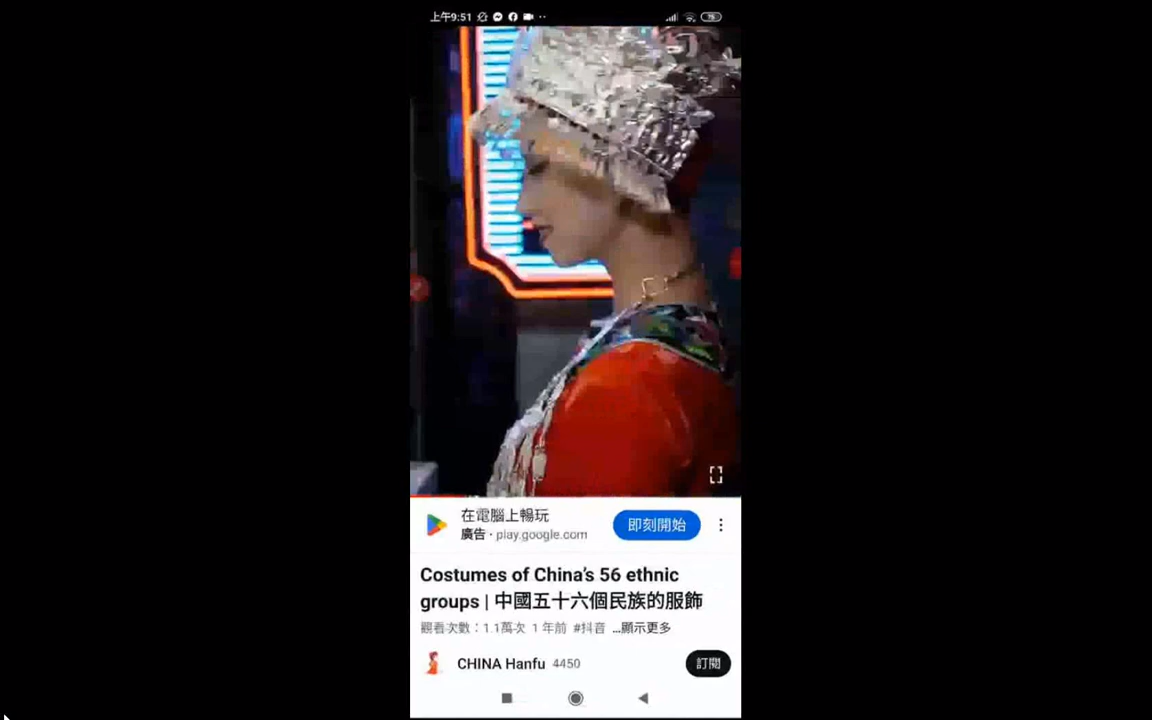 上午9:51
在電腦上暢玩
廣告 · play.google.com
即刻開始
Costumes of China's 56 ethnic
groups | 中國五十六個民族的服飾
觀看次數：1.1萬次 1 年前 #抖音 ...顯示更多
CHINA Hanfu 4450
訂閱